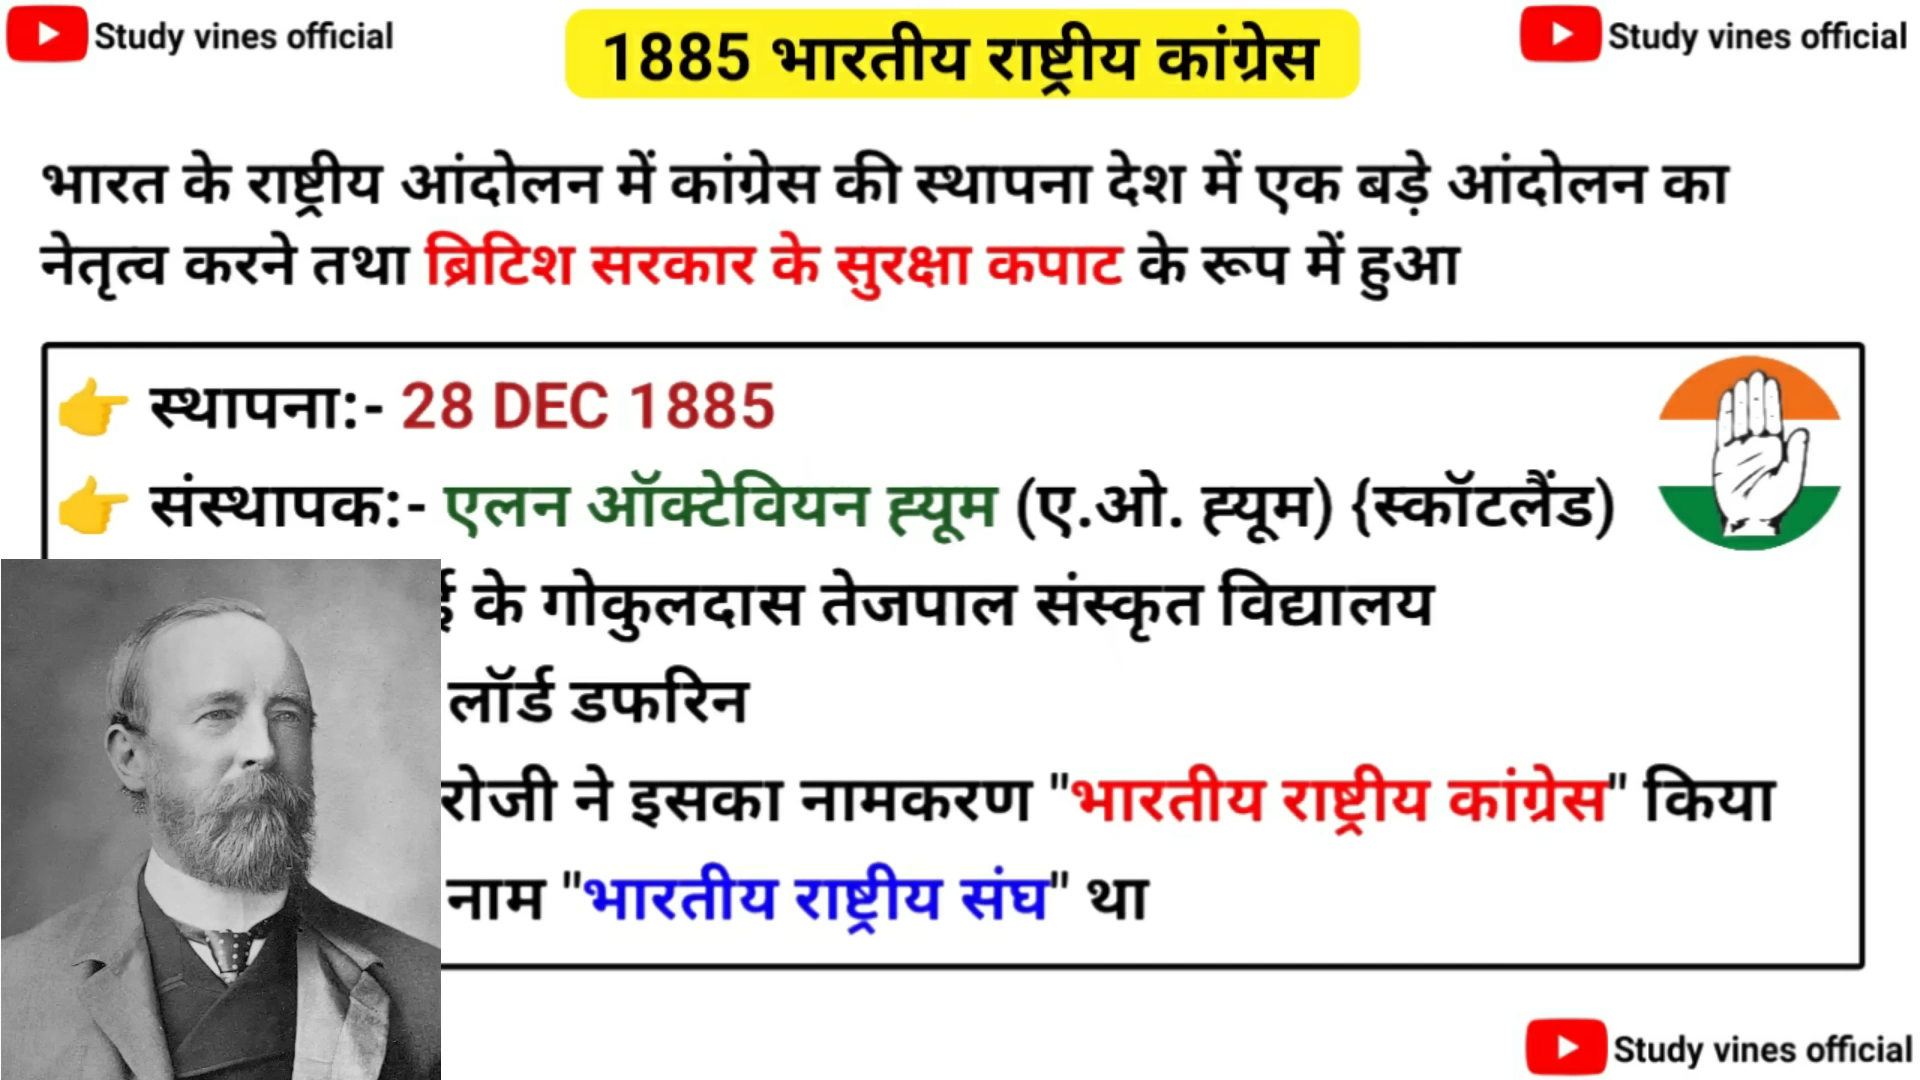 Study vines official
1885 भारतीय राष्ट्रीय कांग्रेस
Study vines official
भारत के राष्ट्रीय आंदोलन में कांग्रेस की स्थापना देश में एक बड़े आंदोलन का
नेतृत्व करने तथा ब्रिटिश सरकार के सुरक्षा कपाट के रूप में हुआ
👉 स्थापना:- 28 DEC 1885
👉 संस्थापक:- एलन ऑक्टेवियन ह्यूम (ए.ओ. ह्यूम) {स्कॉटलैंड)
के गोकुलदास तेजपाल संस्कृत विद्यालय
लॉर्ड डफरिन
रोजी ने इसका नामकरण "भारतीय राष्ट्रीय कांग्रेस" किया
नाम "भारतीय राष्ट्रीय संघ" था
Study vines official